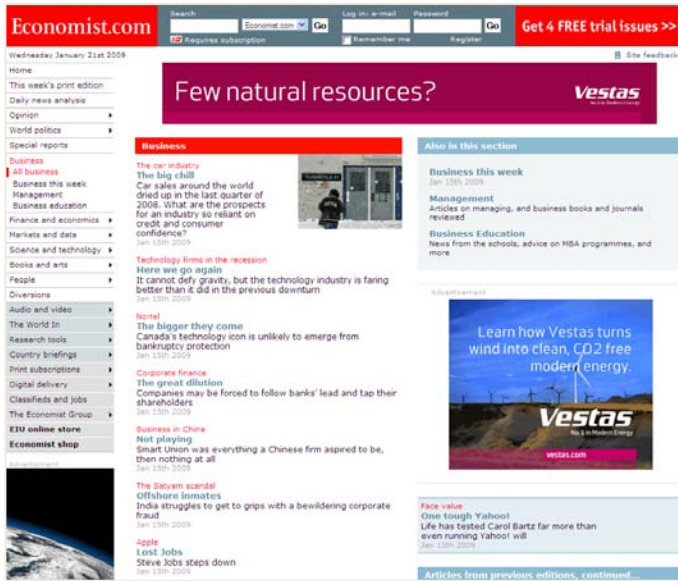 Economist.com
Search
Economist.com
Go
Requires subscription
Log in: e-mail
Password
Go
Remember me
Register
Get 4 FREE trial issues >>
Wednesday January 21st 2009
Site feedback
Home
This week's print edition
Daily news analysis
Opinion
World politics
Special reports
Business
All business
Business this week
Management
Business education
Finance and economics
Markets and data
Science and technology
Books and arts
People
Diversions
Audio and video
The World In
Research tools
Country briefings
Print subscriptions
Digital delivery
Classifieds and jobs
The Economist Group
EIU online store
Economist shop
Advertisement
Few natural resources?
Vestas
No.1 in Modern Energy
Business
The car industry
The big chill
Car sales around the world
dried up in the last quarter of
2008. What are the prospects
for an industry so reliant on
credit and consumer
confidence?
Jan 15th 2009
Technology firms in the recession
Here we go again
It cannot defy gravity, but the technology industry is faring
better than it did in the previous downturn
Jan 15th 2009
Nortel
The bigger they come
Canada's technology icon is unlikely to emerge from
bankruptcy protection
Jan 15th 2009
Corporate finance
The great dilution
Companies may be forced to follow banks' lead and tap their
shareholders
Jan 15th 2009
Business in China
Not playing
Smart Union was everything a Chinese firm aspired to be,
then nothing at all
Jan 15th 2009
The Satyam scandal
Offshore inmates
India struggles to get to grips with a bewildering corporate
fraud
Jan 15th 2009
Apple
Lost Jobs
Steve Jobs steps down
Jan 15th 2009
Also in this section
Business this week
Jan 15th 2009
Management
Articles on managing, and business books and journals
reviewed
Business Education
News from the schools, advice on MBA programmes, and
more
Advertisement
Learn how Vestas turns
wind into clean, CO2 free
modern energy.
Vestas
No.1 in Modern Energy
vestas.com
Face value
One tough Yahoo!
Life has tested Carol Bartz far more than
even running Yahoo! will
Jan 15th 2009
Articles from previous editions, continued...